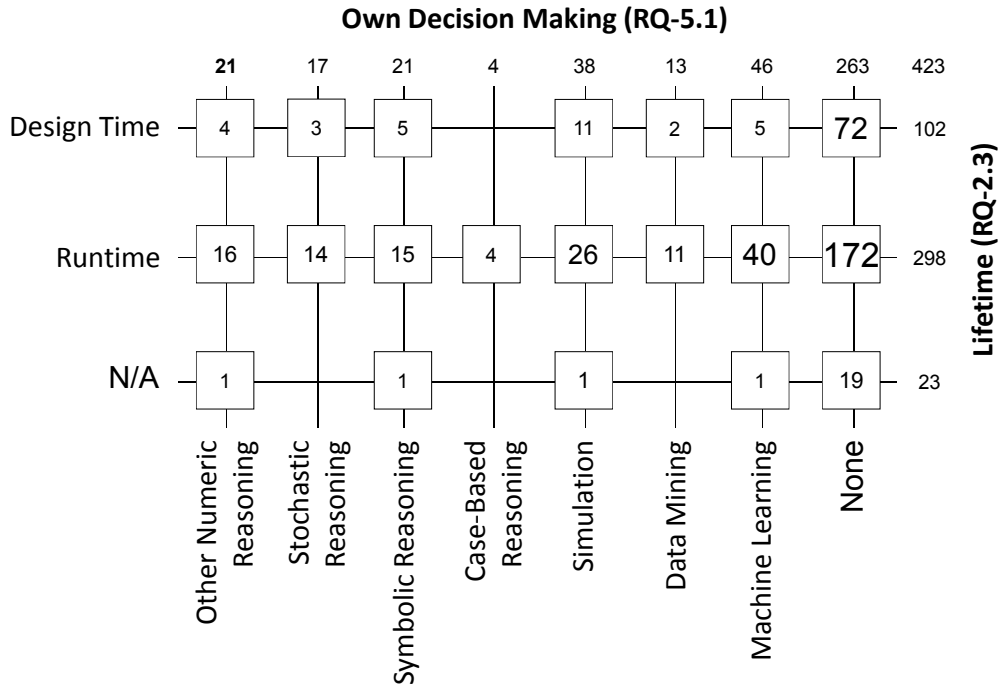 Own Decision Making (RQ-5.1)
21 17 21 4 38 13 46 263 423
Design Time 4 3 5 11 2 5 72 102
Runtime 16 14 15 4 26 11 40 172 298
N/A 1 1 1 1 19 23
Lifetime (RQ-2.3)
Other Numeric
Reasoning
Stochastic
Reasoning
Symbolic Reasoning
Case-Based
Reasoning
Simulation
Data Mining
Machine Learning
None